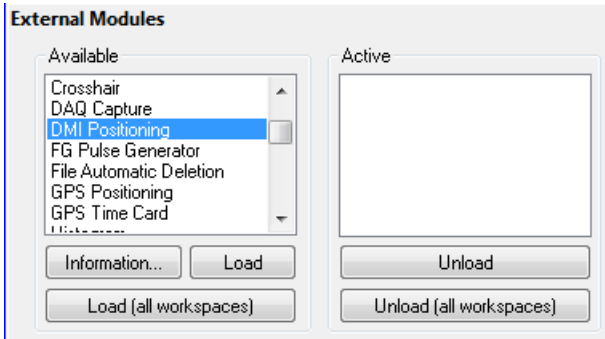 External Modules
Available
Active
Crosshair
DAQ Capture
DMI Positioning
FG Pulse Generator
File Automatic Deletion
GPS Positioning
GPS Time Card
Information...
Load
Unload
Load (all workspaces)
Unload (all workspaces)